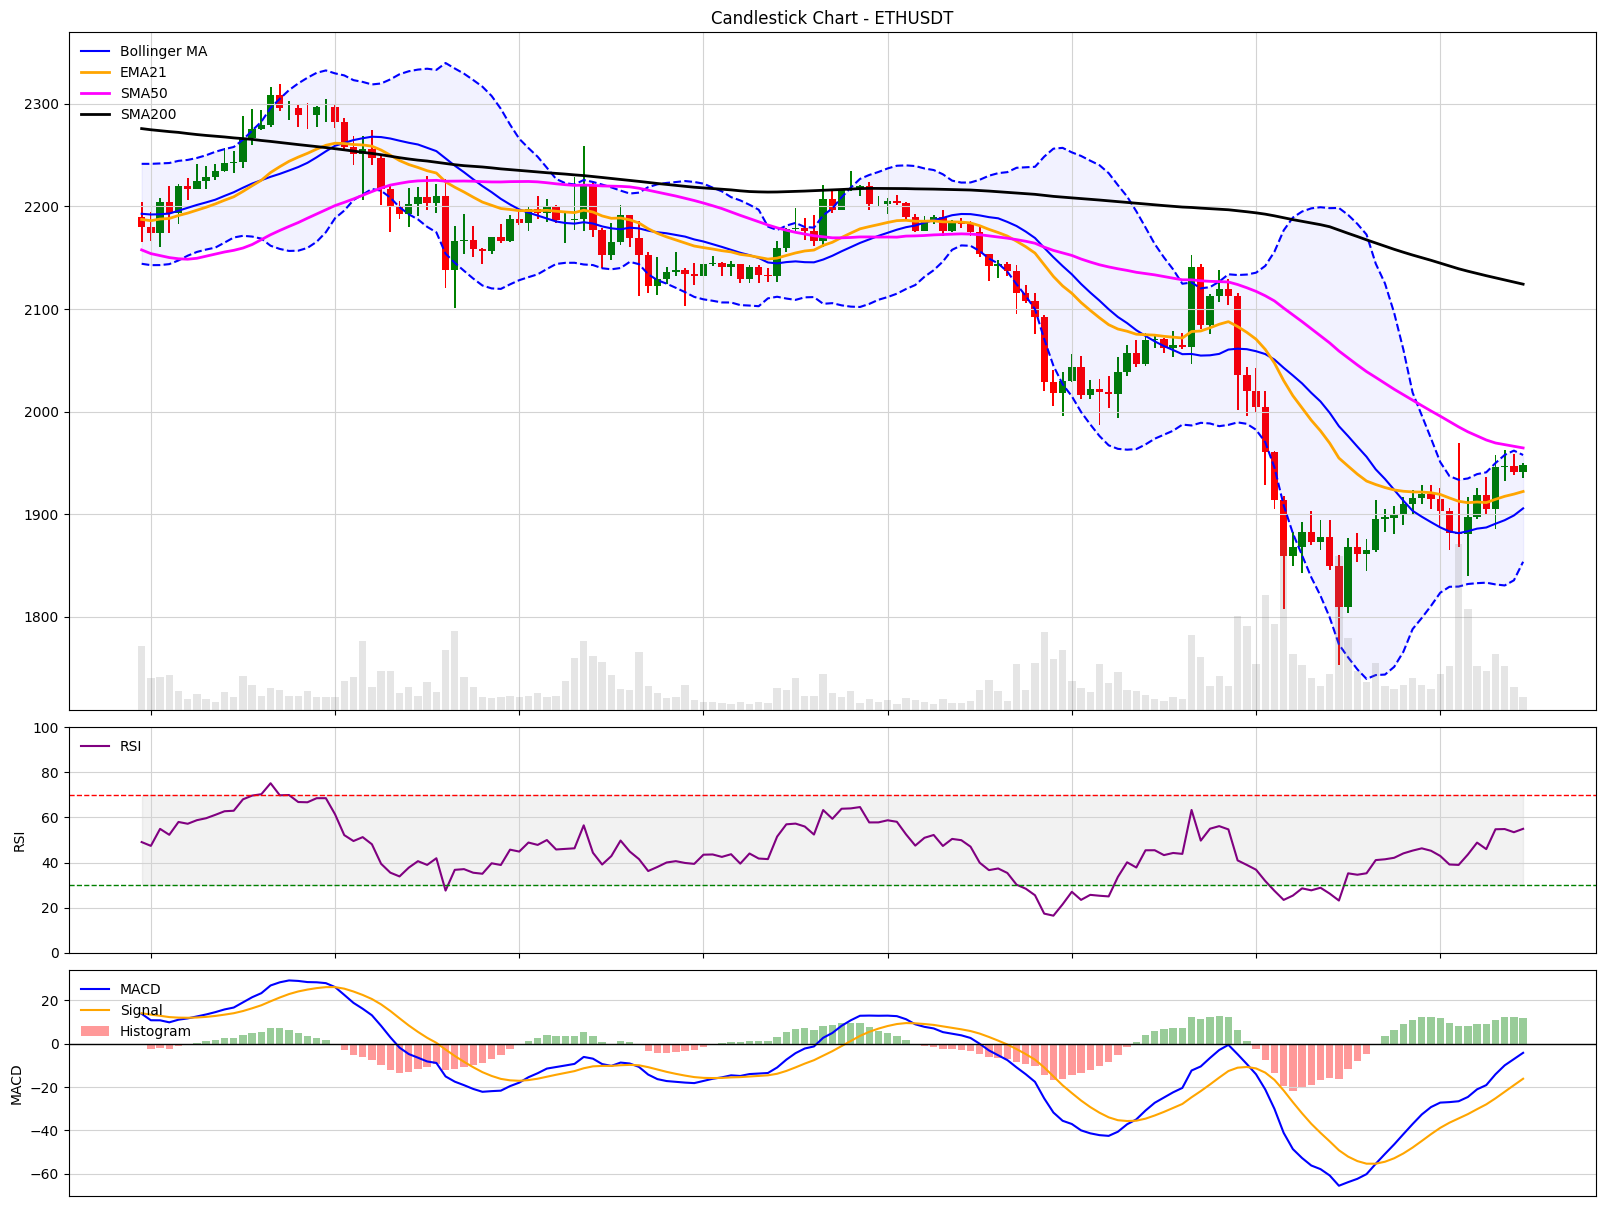 Candlestick Chart - ETHUSDT
Bollinger MA
EMA21
SMA50
SMA200
2300
2200
2100
2000
1900
1800
RSI
100
80
60
40
20
0
RSI
MACD
Signal
Histogram
20
0
−20
−40
−60
MACD